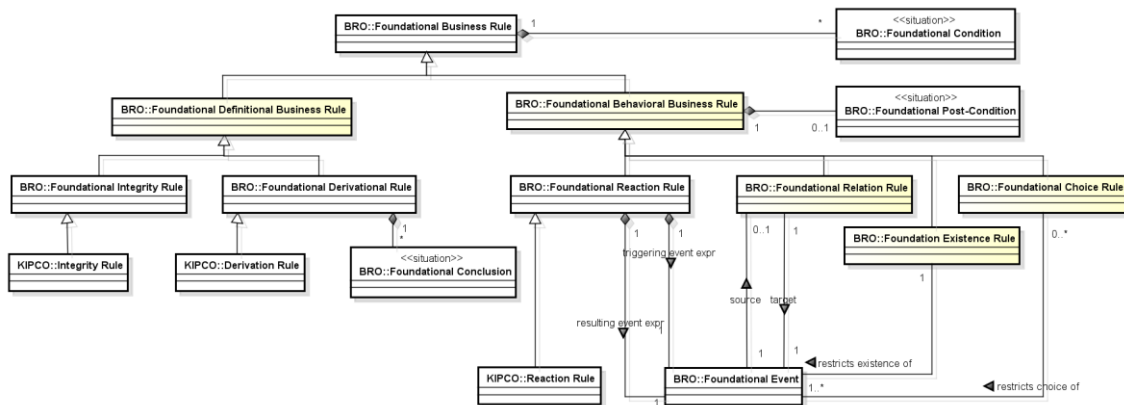 BRO::Foundational Business Rule
1
*
<<situation>>
BRO::Foundational Condition
BRO::Foundational Definitional Business Rule
BRO::Foundational Behavioral Business Rule
1
0..1
<<situation>>
BRO::Foundational Post-Condition
BRO::Foundational Integrity Rule
BRO::Foundational Derivational Rule
BRO::Foundational Reaction Rule
BRO::Foundational Relation Rule
BRO::Foundational Choice Rule
1
*
1
1
0..1
1
0..*
KIPCO::Integrity Rule
KIPCO::Derivation Rule
<<situation>>
BRO::Foundational Conclusion
triggering event expr
BRO::Foundation Existence Rule
1
source
target
resulting event expr
1
1
1
restricts existence of
KIPCO::Reaction Rule
BRO::Foundational Event
1..*
restricts choice of
1